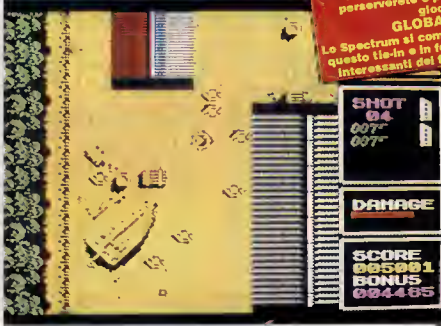 perseverete
GLOBA
Lo Spectrum si com
questo tie-in e in f
interessanti del
SHOT
04
007
007
DAMAGE
SCORE
005001
BONUS
004485